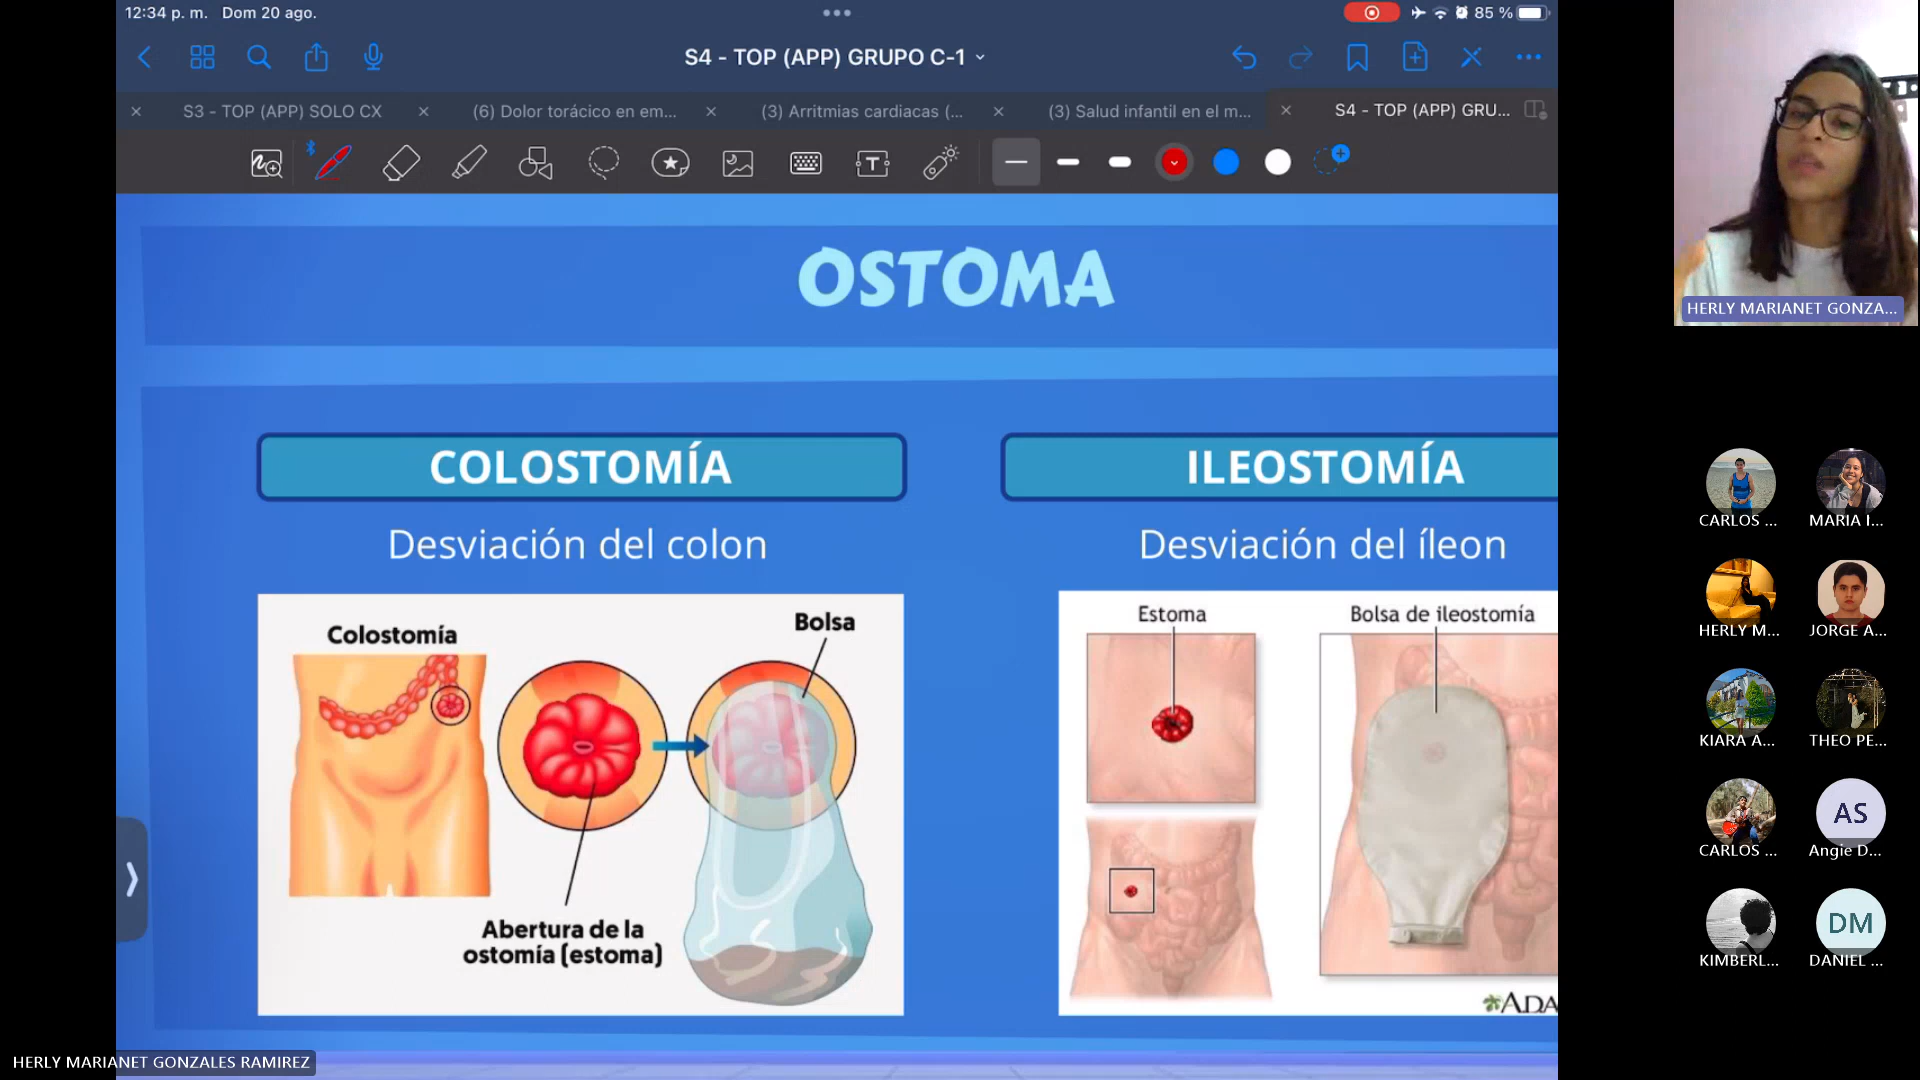 12:34 p. m. Dom 20 ago.
85 %
S4 - TOP (APP) GRUPO C-1
S3 - TOP (APP) SOLO CX
(6) Dolor torácico en em...
(3) Arritmias cardiacas (...
(3) Salud infantil en el m...
S4 - TOP (APP) GRU...
OSTOMA
COLOSTOMÍA
ILEOSTOMÍA
Desviación del colon
Desviación del íleon
Colostomía
Bolsa
Abertura de la
ostomía (estoma)
Estoma
Bolsa de ileostomía
ADA
HERLY MARIANET GONZA...
CARLOS ...
MARIA I...
HERLY M...
JORGE A...
KIARA A...
THEO PE...
CARLOS ...
AS
Angie D...
KIMBERL...
DM
DANIEL ...
HERLY MARIANET GONZALES RAMIREZ